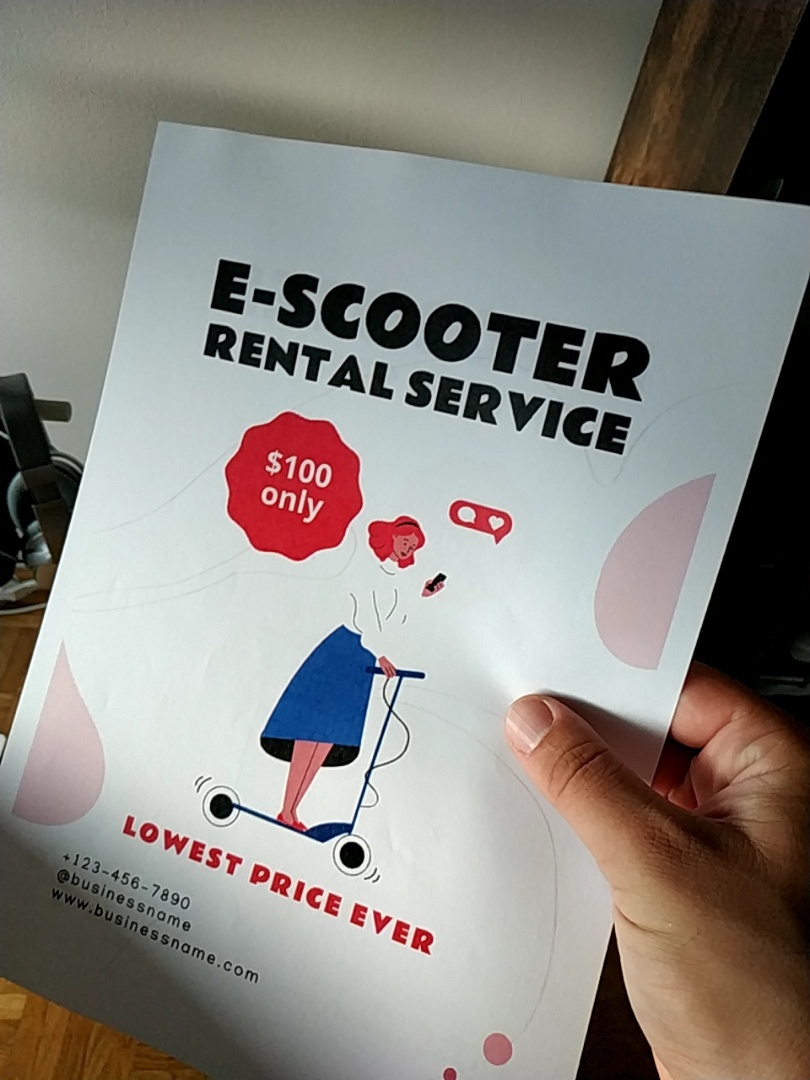 E-SCOOTER
RENTAL SERVICE
$100
only
LOWEST PRICE EVER
+123-456-7890
@businessname
www.businessname.com